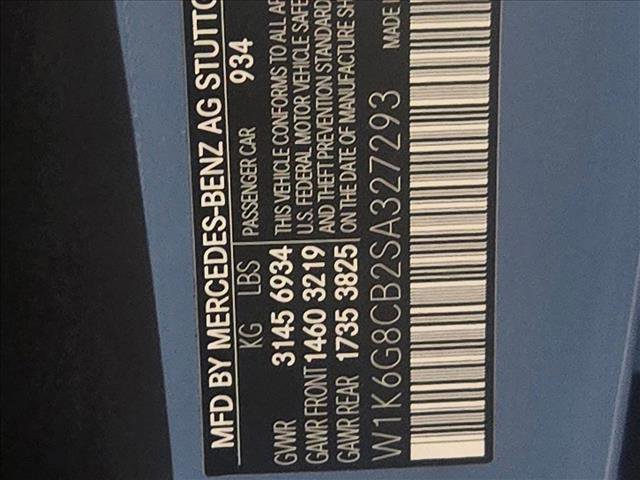 MFD BY MERCEDES-BENZ AG STUTTG
934
KG LBS PASSENGER CAR
GVWR 3145 6934 THIS VEHICLE CONFORMS TO ALL AP
GAWR FRONT 1460 3219 U.S. FEDERAL MOTOR VEHICLE SAFE
GAWR REAR 1735 3825 AND THEFT PREVENTION STANDARD
ON THE DATE OF MANUFACTURE SH
W1K6G8CB2SA327293 MADE